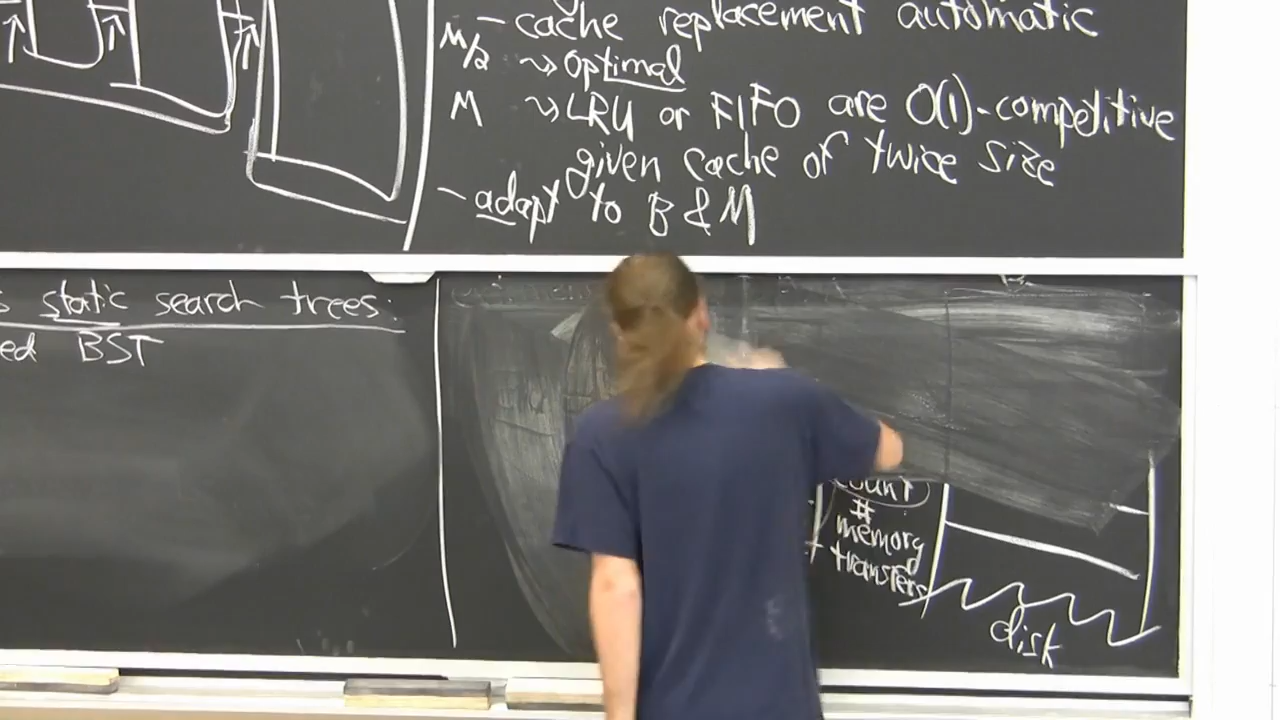 - cache replacement automatic
M/2 ~> Optimal
M ~> LRU or FIFO are O(1)-competitive
given cache of twice size
- adapt to B & M
static search trees:
BST
count
#
memory
transfers
disk